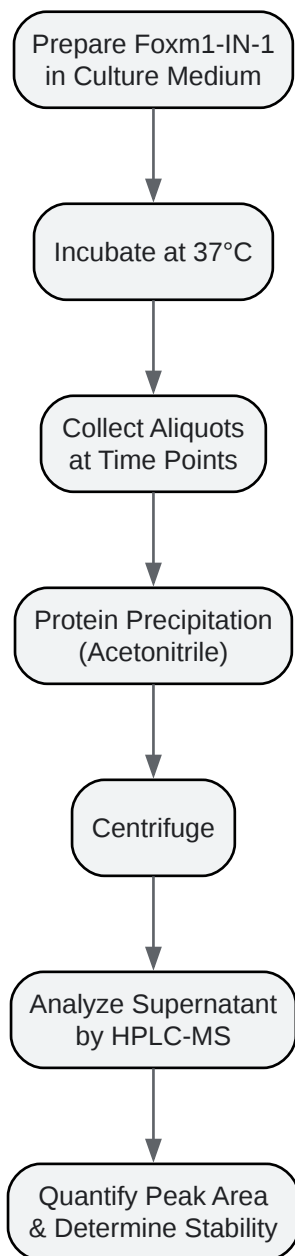 Prepare Foxm1-IN-1
in Culture Medium
Incubate at 37°C
Collect Aliquots
at Time Points
Protein Precipitation
(Acetonitrile)
Centrifuge
Analyze Supernatant
by HPLC-MS
Quantify Peak Area
& Determine Stability